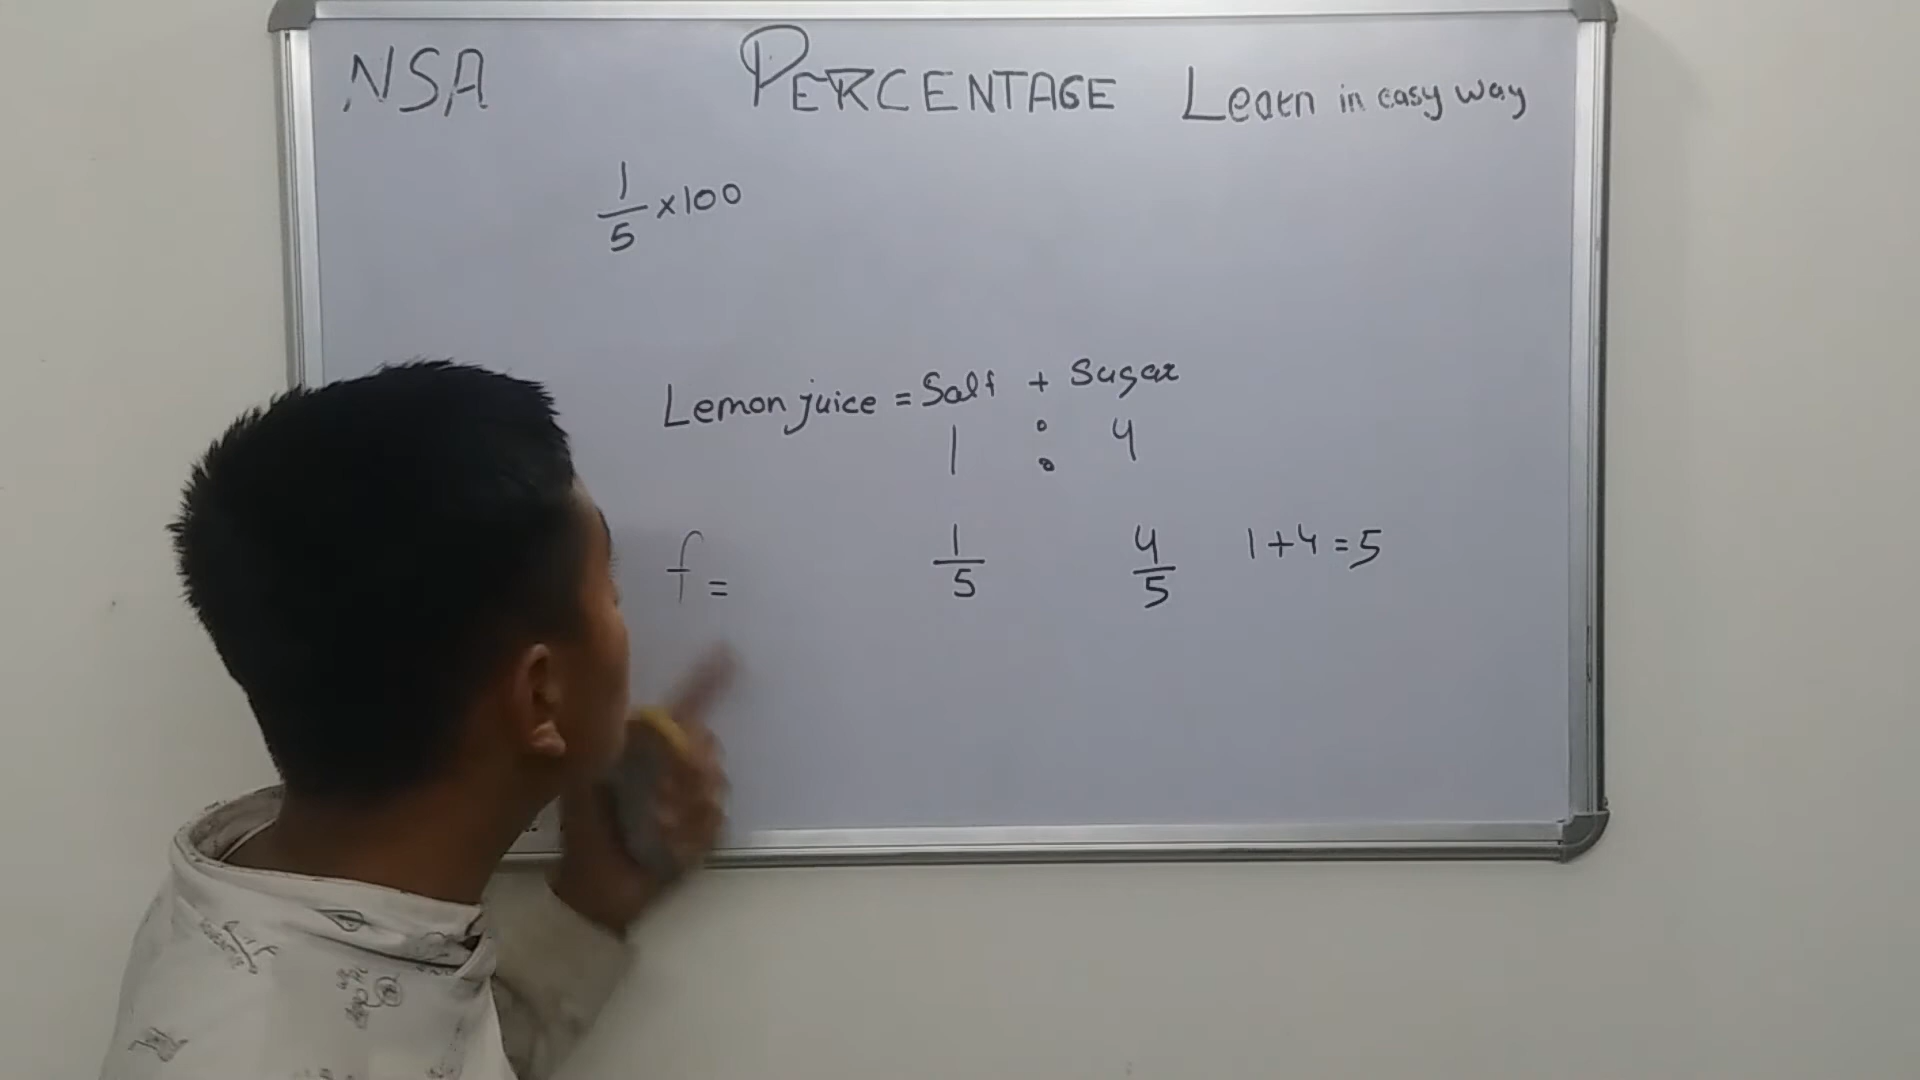 NSA PERCENTAGE Learn in easy way
1/5 x100
Lemon juice = Salt + Sugar
1 : 4
f = 1/5 4/5 1+4=5